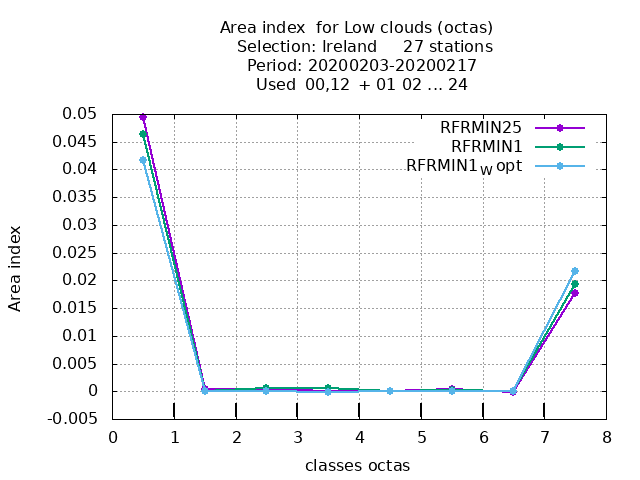 Area index  for Low clouds (octas)
Selection: Ireland     27 stations
Period: 20200203-20200217
Used  00,12  + 01 02 ... 24
RFRMIN25
RFRMIN1
RFRMIN1W opt
0.05
0.045
0.04
0.035
0.03
0.025
0.02
0.015
0.01
0.005
0
-0.005
Area index
0 1 2 3 4 5 6 7 8
classes octas